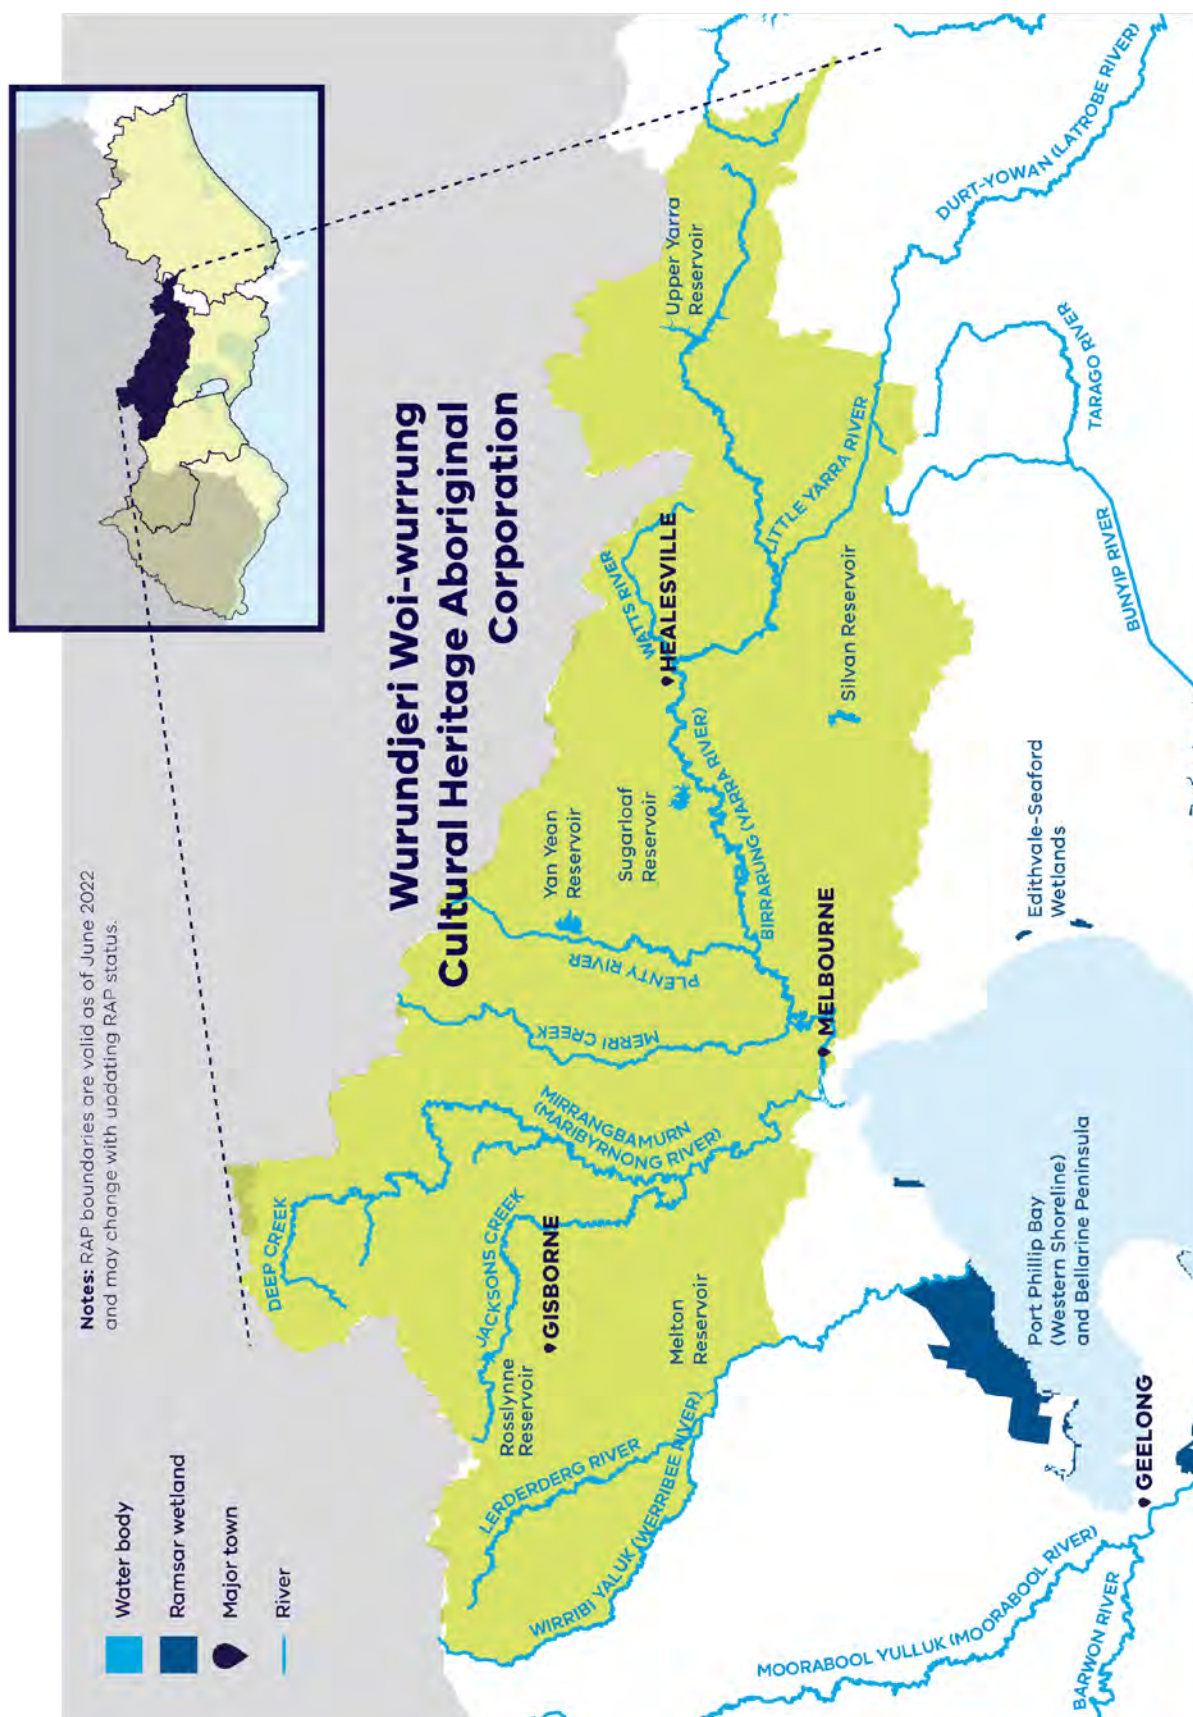 Notes: RAP boundaries are valid as of June 2022
and may change with updating RAP status.
Water body
Ramsar wetland
Major town
River
Wurundjeri Woi-wurrung
Cultural Heritage Aboriginal
Corporation
DEEP CREEK
JACKSONS CREEK
Rosslynne
Reservoir
GISBORNE
LERDERDERG RIVER
WIRRIBI YALUK (WERRIBEE RIVER)
Melton
Reservoir
MIRRANGBAMURN
(MARIBYRNONG RIVER)
MERRI CREEK
PLENTY RIVER
Yan Yean
Reservoir
Sugarloaf
Reservoir
BIRRARUNG (YARRA RIVER)
WATTS RIVER
HEALESVILLE
Upper Yarra
Reservoir
LITTLE YARRA RIVER
Silvan Reservoir
MELBOURNE
DURT-YOWAN (LATROBE RIVER)
TARAGO RIVER
BUNYIP RIVER
Edithvale-Seaford
Wetlands
Port Phillip Bay
(Western Shoreline)
and Bellarine Peninsula
GEELONG
MOORABOOL YULLUK (MOORABOOL RIVER)
BARWON RIVER